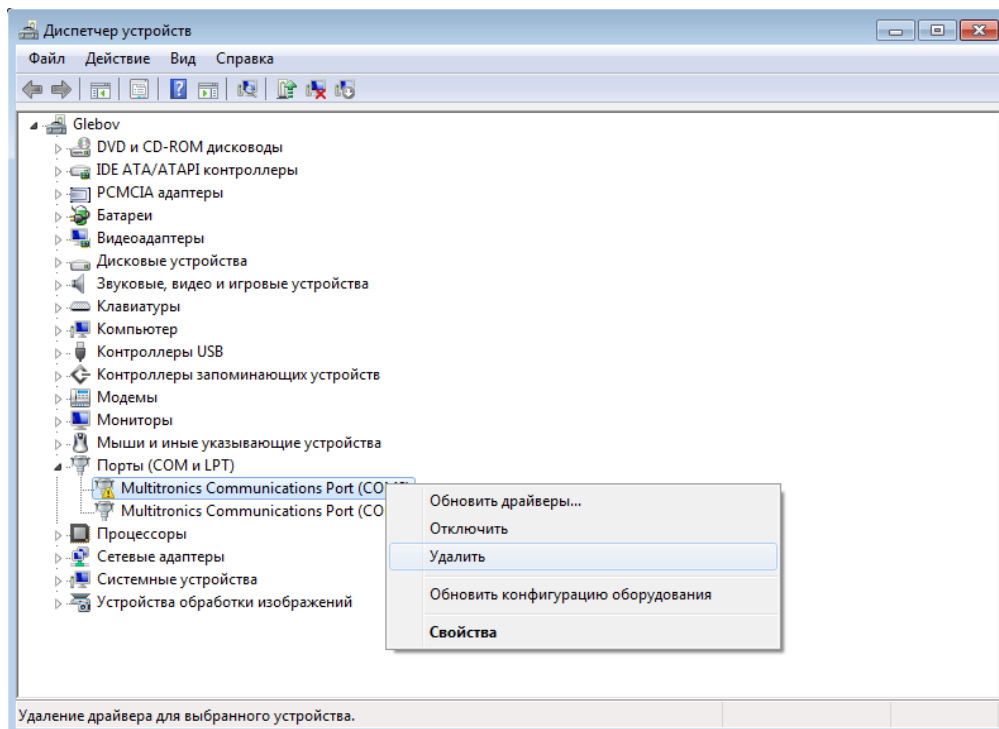 Диспетчер устройств
Файл Действие Вид Справка
Glebov
DVD и CD-ROM дисководы
IDE ATA/ATAPI контроллеры
PCMCIA адаптеры
Батареи
Видеоадаптеры
Дисковые устройства
Звуковые, видео и игровые устройства
Клавиатуры
Компьютер
Контроллеры USB
Контроллеры запоминающих устройств
Модемы
Мониторы
Мыши и иные указывающие устройства
Порты (COM и LPT)
Multitronics Communications Port
Multitronics Communications Port (CO
Процессоры
Сетевые адаптеры
Системные устройства
Устройства обработки изображений
Обновить драйверы...
Отключить
Удалить
Обновить конфигурацию оборудования
Свойства
Удаление драйвера для выбранного устройства.